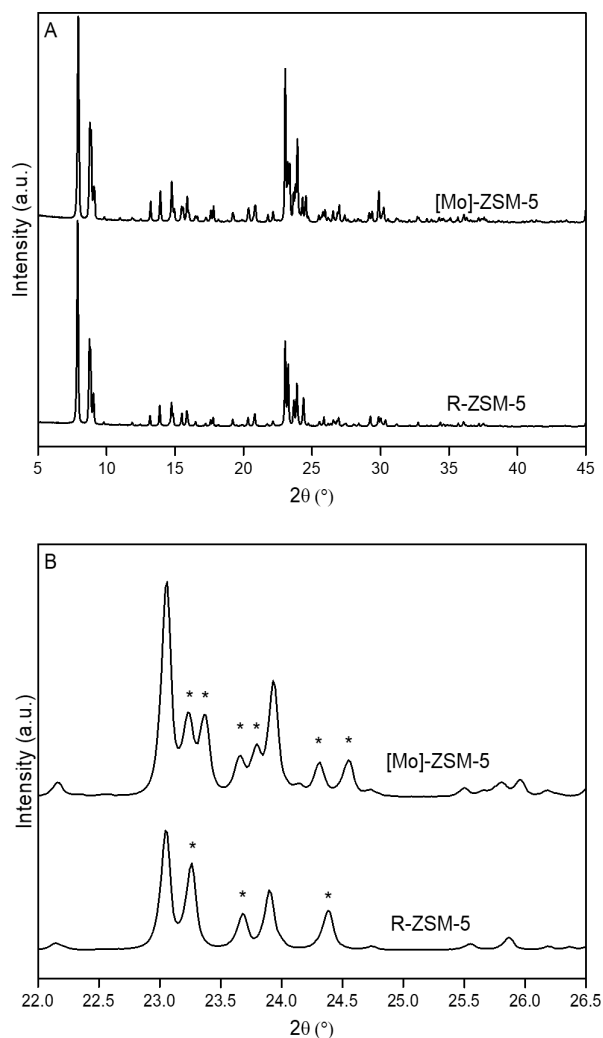 A
Intensity (a.u.)
[Mo]-ZSM-5
R-ZSM-5
5 10 15 20 25 30 35 40 45
2θ (°)
B
Intensity (a.u.)
* * * * * *
[Mo]-ZSM-5
* * *
R-ZSM-5
22.0 22.5 23.0 23.5 24.0 24.5 25.0 25.5 26.0 26.5
2θ (°)